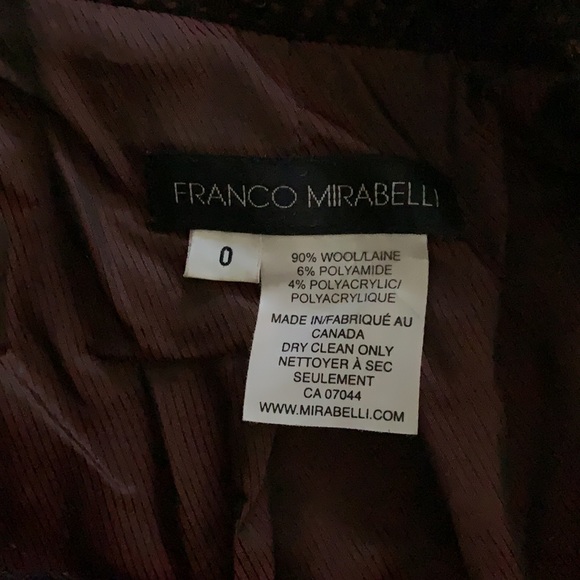 FRANCO MIRABELLI
0
90% WOOL/LAINE
6% POLYAMIDE
4% POLYACRYLIC/
POLYACRYLIQUE
MADE IN/FABRIQUÉ AU
CANADA
DRY CLEAN ONLY
NETTOYER À SEC
SEULEMENT
CA 07044
WWW.MIRABELLI.COM